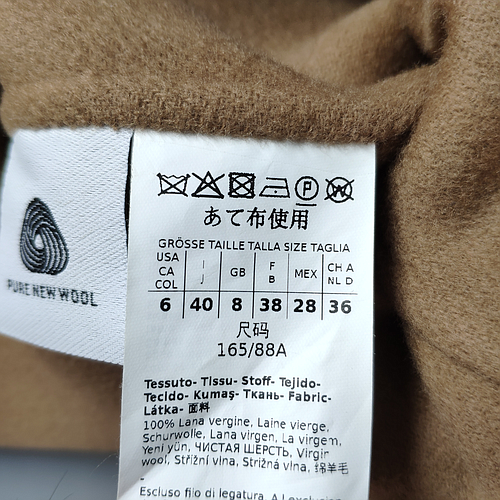 PURE NEW WOOL
P
W
あて布使用
GRÖSSE TAILLE TALLA SIZE TAGLIA
USA CA COL
I J
GB
F B
MEX
CH A NL D
6 40 8 38 28 36
尺码
165/88A
Tessuto- Tissu- Stoff- Tejido-
Tecido- Kumaş- Ткань- Fabric-
Látka- 面料
100% Lana vergine, Laine vierge,
Schurwolle, Lana virgen, La virgem,
Yeni yün, ЧИСТАЯ ШЕРСТЬ, Virgin
wool, Střižní vlna, Strižná vlna, 绵羊毛
-
Escluso filo di legatura, A l